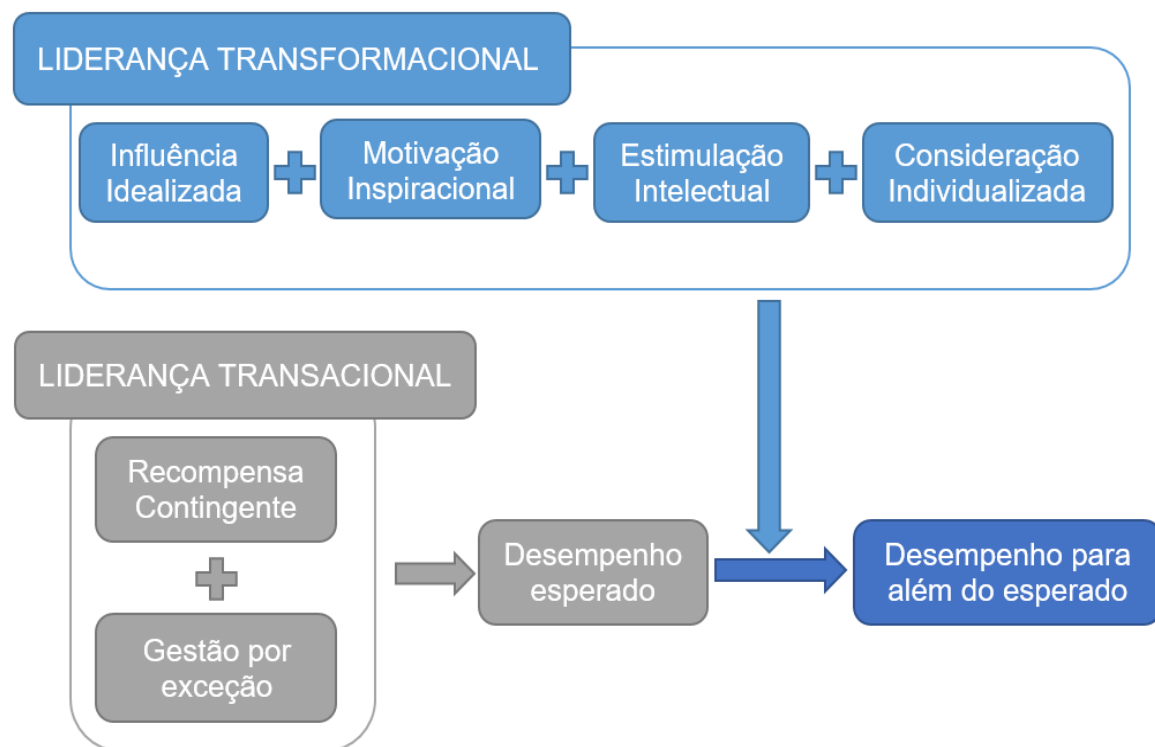 LIDERANÇA TRANSFORMACIONAL
Influência
Idealizada
Motivação
Inspiracional
Estimulação
Intelectual
Consideração
Individualizada
LIDERANÇA TRANSACIONAL
Recompensa
Contingente
Gestão por
exceção
Desempenho
esperado
Desempenho para
além do esperado